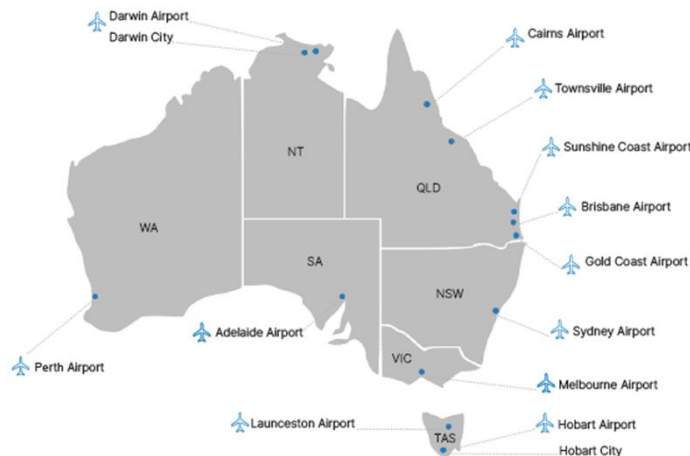 Darwin Airport
Darwin City
Cairns Airport
Townsville Airport
Sunshine Coast Airport
NT
QLD
Brisbane Airport
WA
SA
Gold Coast Airport
NSW
Adelaide Airport
Sydney Airport
VIC
Perth Airport
Melbourne Airport
Launceston Airport
Hobart Airport
TAS
Hobart City